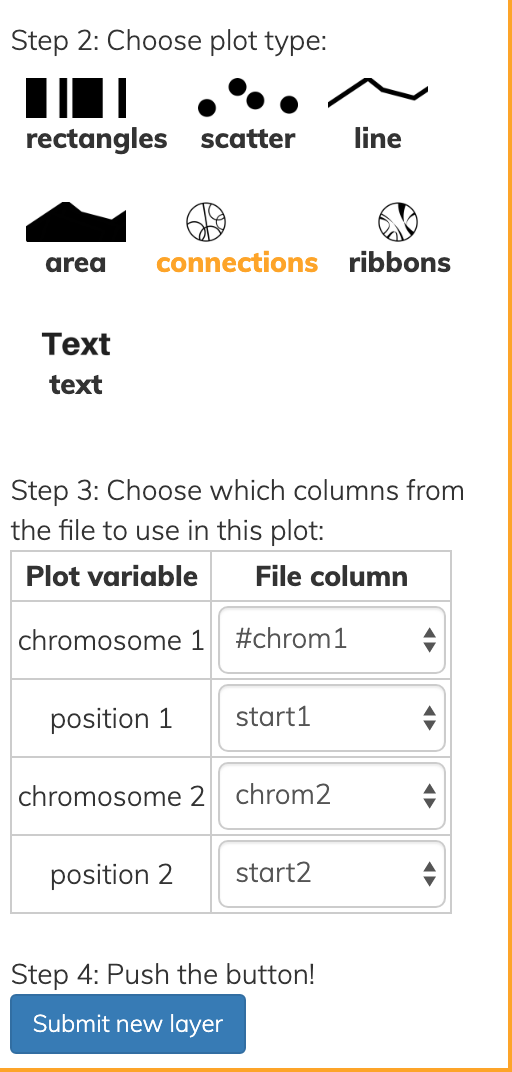 Step 2: Choose plot type:
rectangles scatter line
area connections ribbons
Text
text
Step 3: Choose which columns from
the file to use in this plot:
Plot variable File column
chromosome 1 #chrom1
position 1 start1
chromosome 2 chrom2
position 2 start2
Step 4: Push the button!
Submit new layer